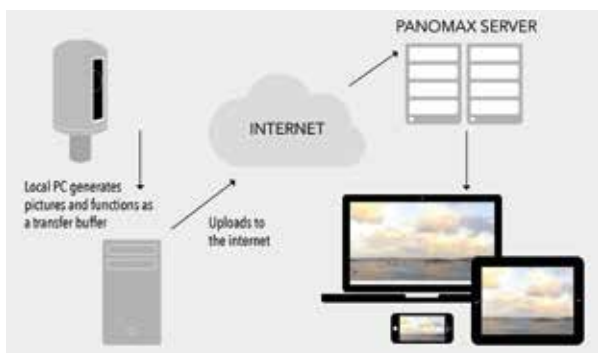 PANOMAX SERVER
INTERNET
Local PC generates
pictures and functions as
a transfer buffer
Uploads to
the internet